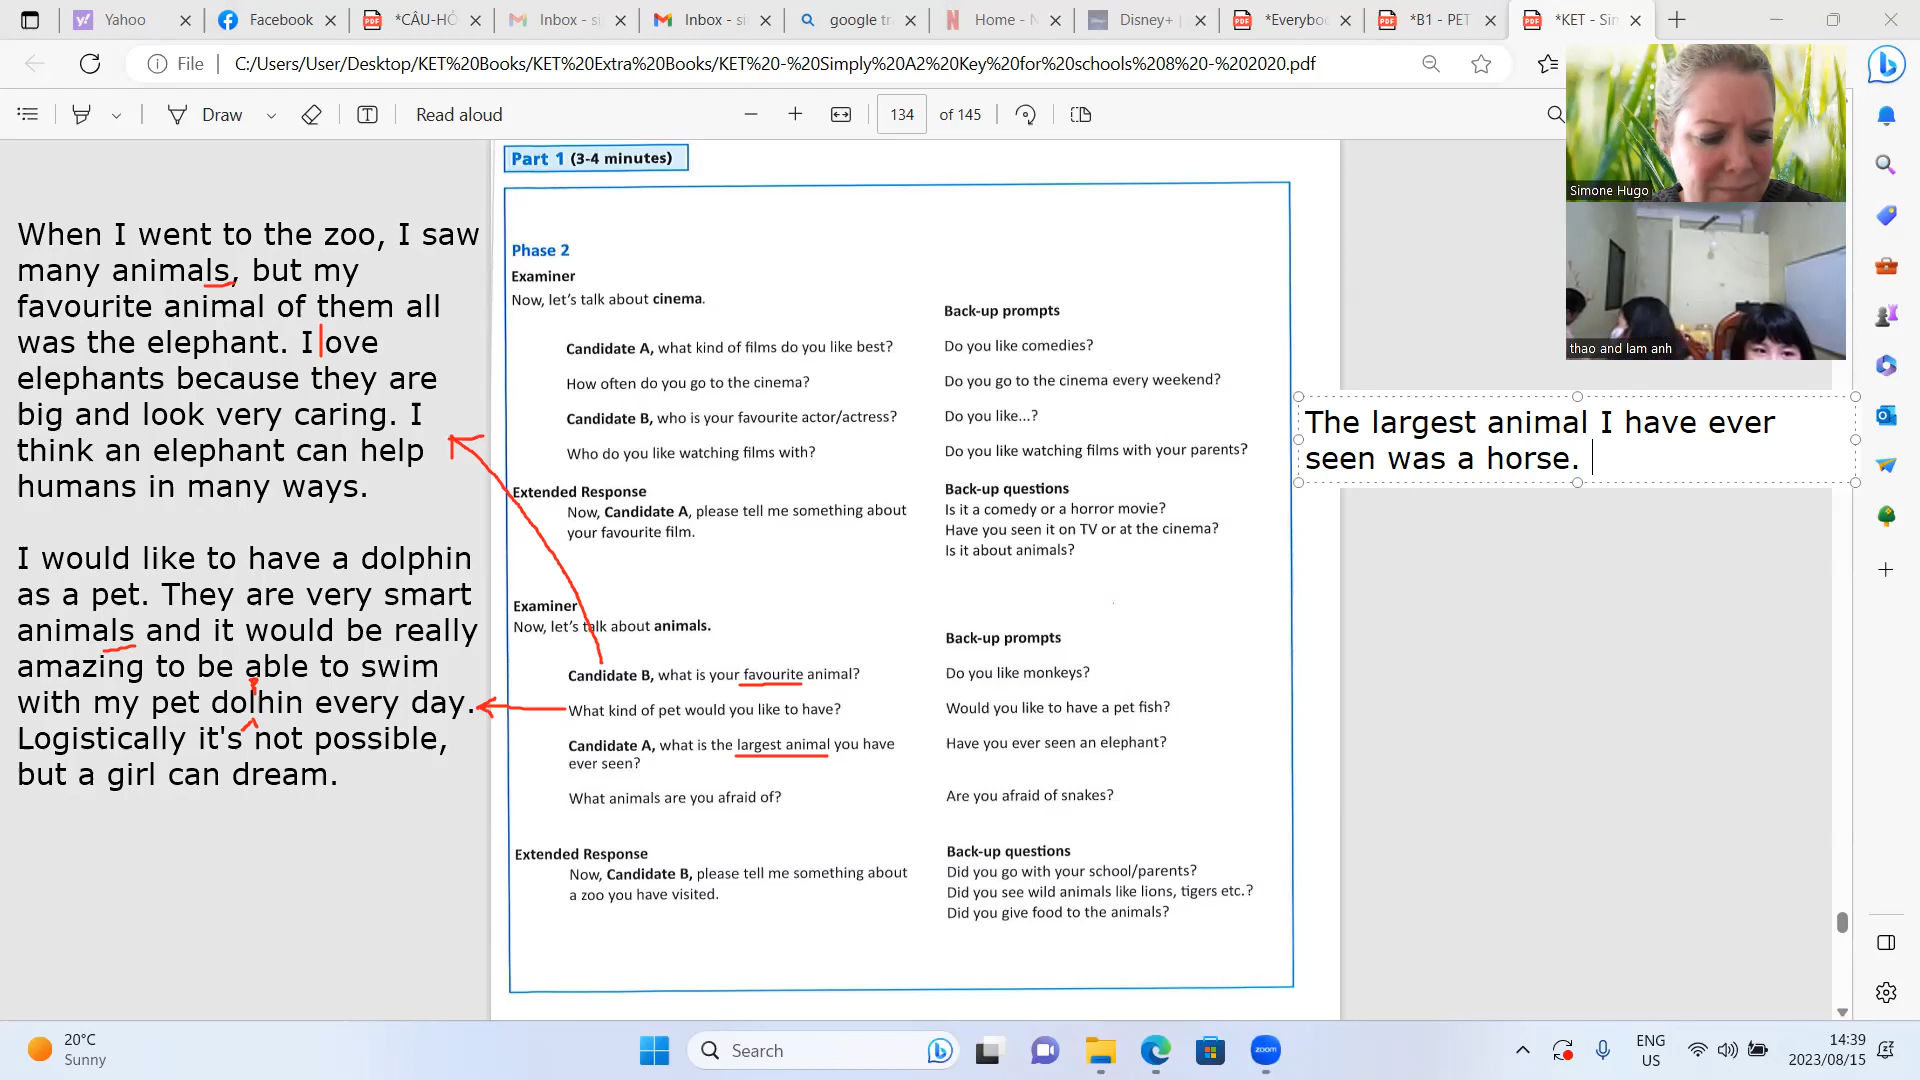 Yahoo
Facebook
*CÂU-HỎ
Inbox - si
Inbox - si
google tr
Home - N
Disney+
*Everybo
*B1 - PET
*KET - Sin
File
C:/Users/User/Desktop/KET%20Books/KET%20Extra%20Books/KET%20-%20Simply%20A2%20Key%20for%20schools%208%20-%202020.pdf
Draw
Read aloud
134
of 145
When I went to the zoo, I saw
many animals, but my
favourite animal of them all
was the elephant. I love
elephants because they are
big and look very caring. I
think an elephant can help
humans in many ways.
I would like to have a dolphin
as a pet. They are very smart
animals and it would be really
amazing to be able to swim
with my pet dolhin every day.
Logistically it's not possible,
but a girl can dream.
Part 1 (3-4 minutes)
Phase 2
Examiner
Now, let's talk about cinema.
Back-up prompts
Candidate A, what kind of films do you like best?
Do you like comedies?
How often do you go to the cinema?
Do you go to the cinema every weekend?
Candidate B, who is your favourite actor/actress?
Do you like...?
Who do you like watching films with?
Do you like watching films with your parents?
Extended Response
Now, Candidate A, please tell me something about
your favourite film.
Back-up questions
Is it a comedy or a horror movie?
Have you seen it on TV or at the cinema?
Is it about animals?
Examiner
Now, let's talk about animals.
Back-up prompts
Candidate B, what is your favourite animal?
Do you like monkeys?
What kind of pet would you like to have?
Would you like to have a pet fish?
Candidate A, what is the largest animal you have
ever seen?
Have you ever seen an elephant?
What animals are you afraid of?
Are you afraid of snakes?
Extended Response
Now, Candidate B, please tell me something about
a zoo you have visited.
Back-up questions
Did you go with your school/parents?
Did you see wild animals like lions, tigers etc.?
Did you give food to the animals?
Simone Hugo
thao and lam anh
The largest animal I have ever
seen was a horse.
20°C
Sunny
Search
zoom
ENG
US
14:39
2023/08/15